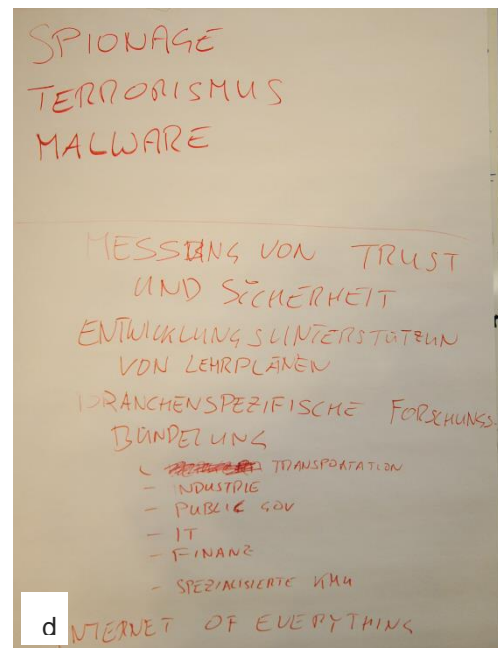 SPIONAGE
TERRORISMUS
MALWARE
MESSUNG VON TRUST
UND SICHERHEIT
ENTWICKLUNGSUNTERSTÜTZUN
VON LEHRPLÄNEN
BRANCHENSPEZIFISCHE FORSCHUNGS-
BÜNDELUNG
- TRANSPORTATION
- INDUSTRIE
- PUBLIC GOV
- IT
- FINANZ
- SPEZIALISIERTE KMU
INTERNET OF EVERYTHING
d